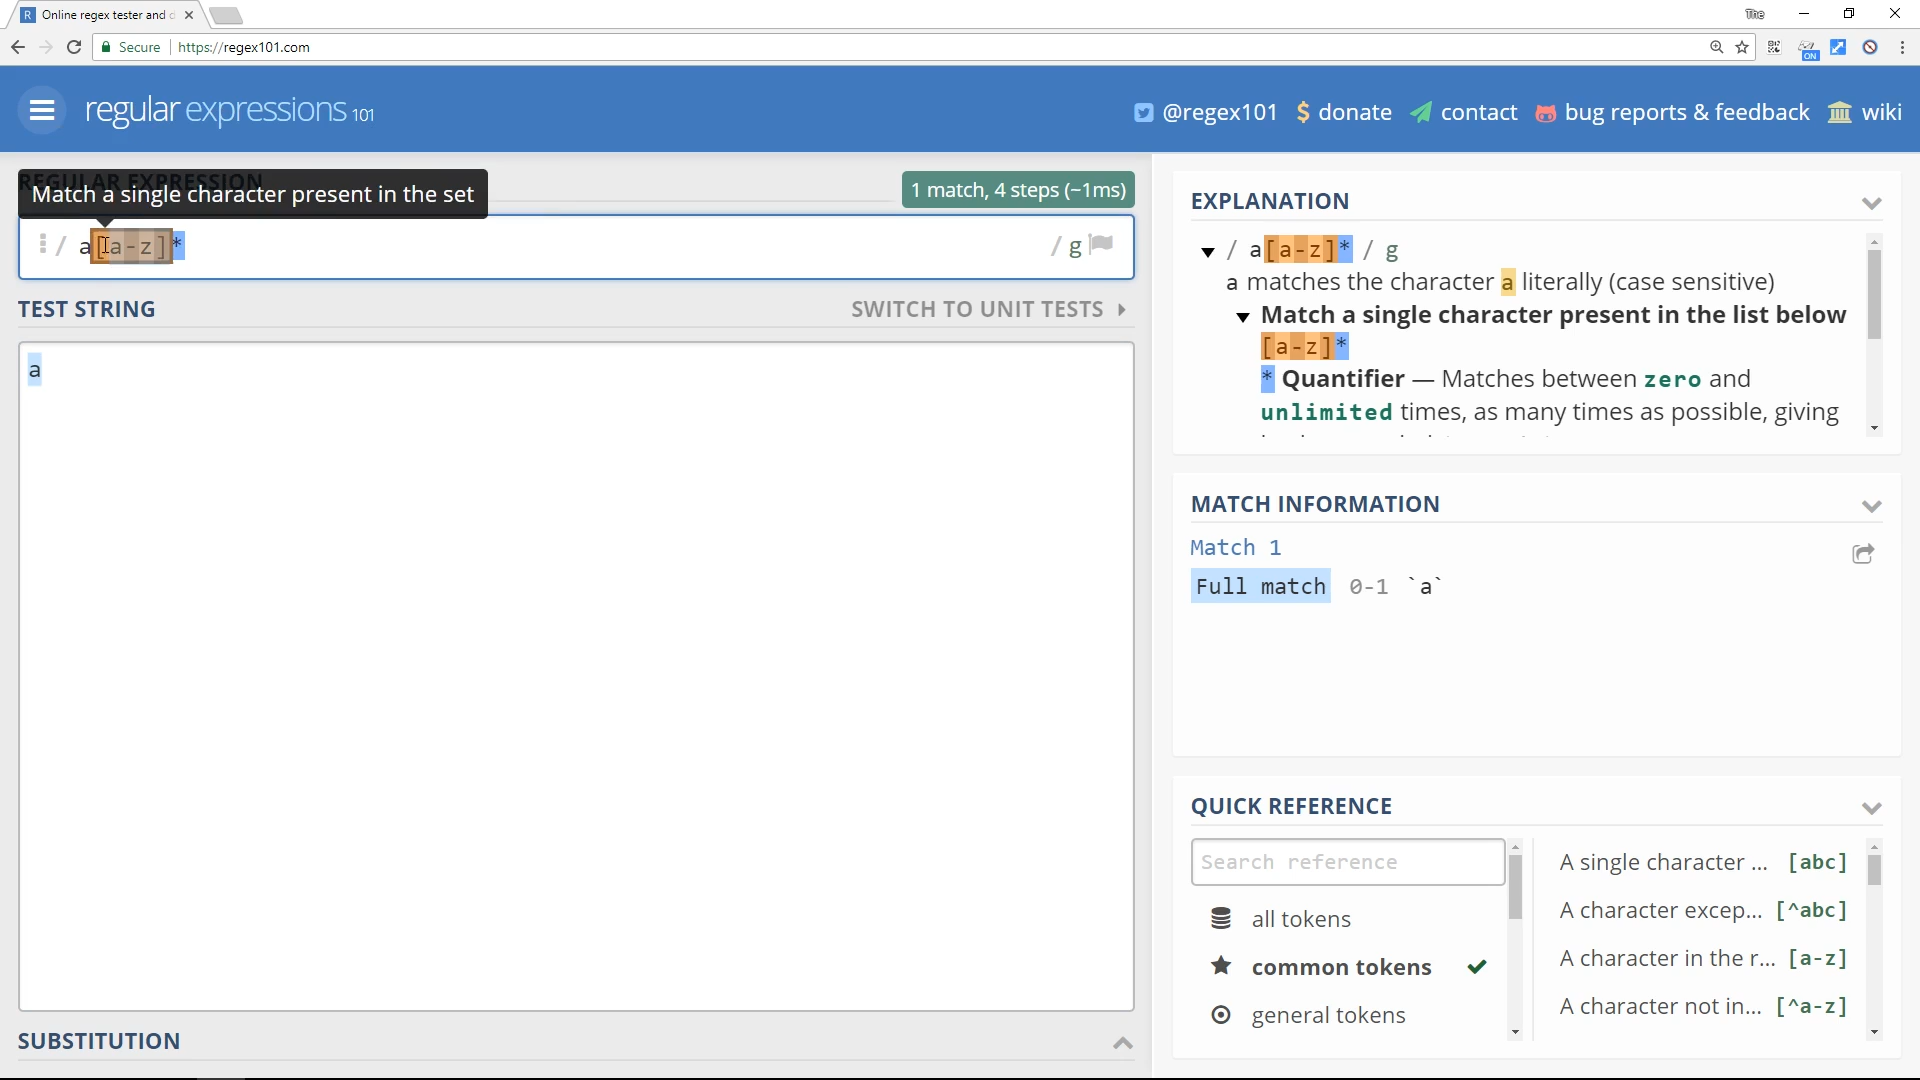 Online regex tester and d
The
Secure
https://regex101.com
ON
regular expressions 101
@regex101
donate
contact
bug reports & feedback
wiki
REGULAR EXPRESSION
Match a single character present in the set
1 match, 4 steps (~1ms)
/ a[a-z]*
/ g
TEST STRING
SWITCH TO UNIT TESTS
a
SUBSTITUTION
EXPLANATION
/ a[a-z]* / g
a matches the character a literally (case sensitive)
Match a single character present in the list below
[a-z]*
* Quantifier — Matches between zero and
unlimited times, as many times as possible, giving
MATCH INFORMATION
Match 1
Full match 0-1 `a`
QUICK REFERENCE
Search reference
all tokens
common tokens
general tokens
A single character ... [abc]
A character excep... [^abc]
A character in the r... [a-z]
A character not in... [^a-z]